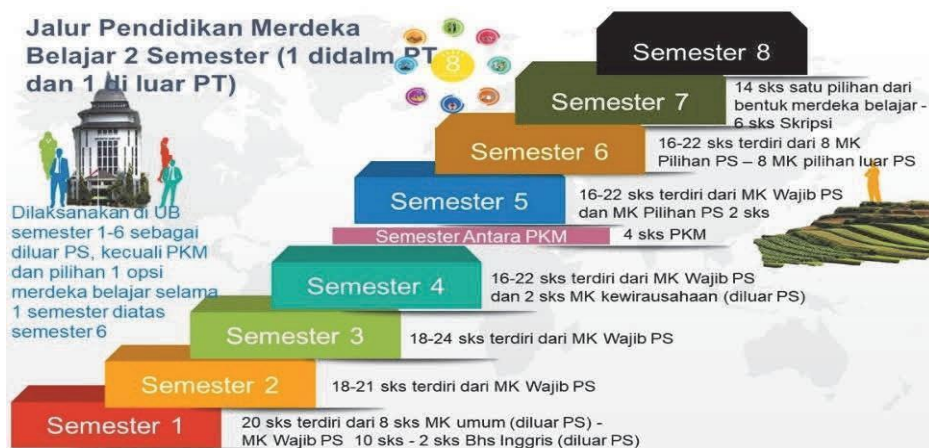 Jalur Pendidikan Merdeka
Belajar 2 Semester (1 didalm PT
dan 1 di luar PT)
8
Semester 8
Semester 7
14 sks satu pilihan dari
bentuk merdeka belajar -
6 sks Skripsi
Semester 6
16-22 sks terdiri dari 8 MK
Pilihan PS – 8 MK pilihan luar PS
Semester 5
16-22 sks terdiri dari MK Wajib PS
dan MK Pilihan PS 2 sks
Semester Antara PKM
4 sks PKM
Dilaksanakan di UB
semester 1-6 sebagai
diluar PS, kecuali PKM
dan pilihan 1 opsi
merdeka belajar selama
1 semester diatas
semester 6
Semester 4
16-22 sks terdiri dari MK Wajib PS
dan 2 sks MK kewirausahaan (diluar PS)
Semester 3
18-24 sks terdiri dari MK Wajib PS
Semester 2
18-21 sks terdiri dari MK Wajib PS
Semester 1
20 sks terdiri dari 8 sks MK umum (diluar PS) -
MK Wajib PS 10 sks - 2 sks Bhs Inggris (diluar PS)